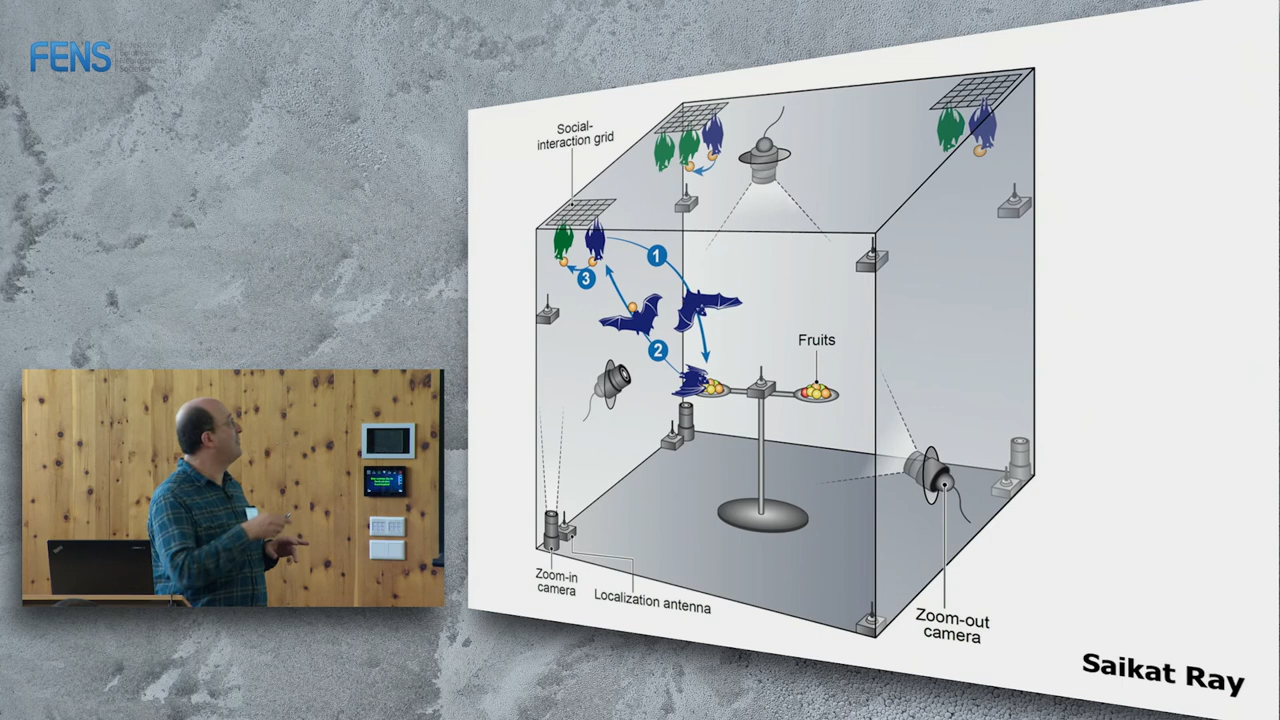 FENS
Social-
interaction grid
1
3
2
Fruits
Zoom-in
camera
Localization antenna
Zoom-out
camera
Saikat Ray